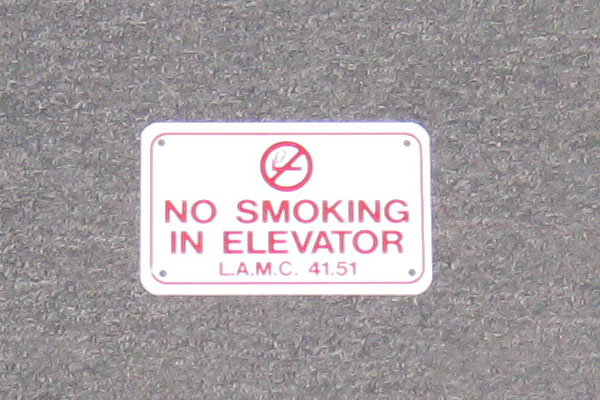 NO SMOKING
IN ELEVATOR
L.A.M.C. 41.51